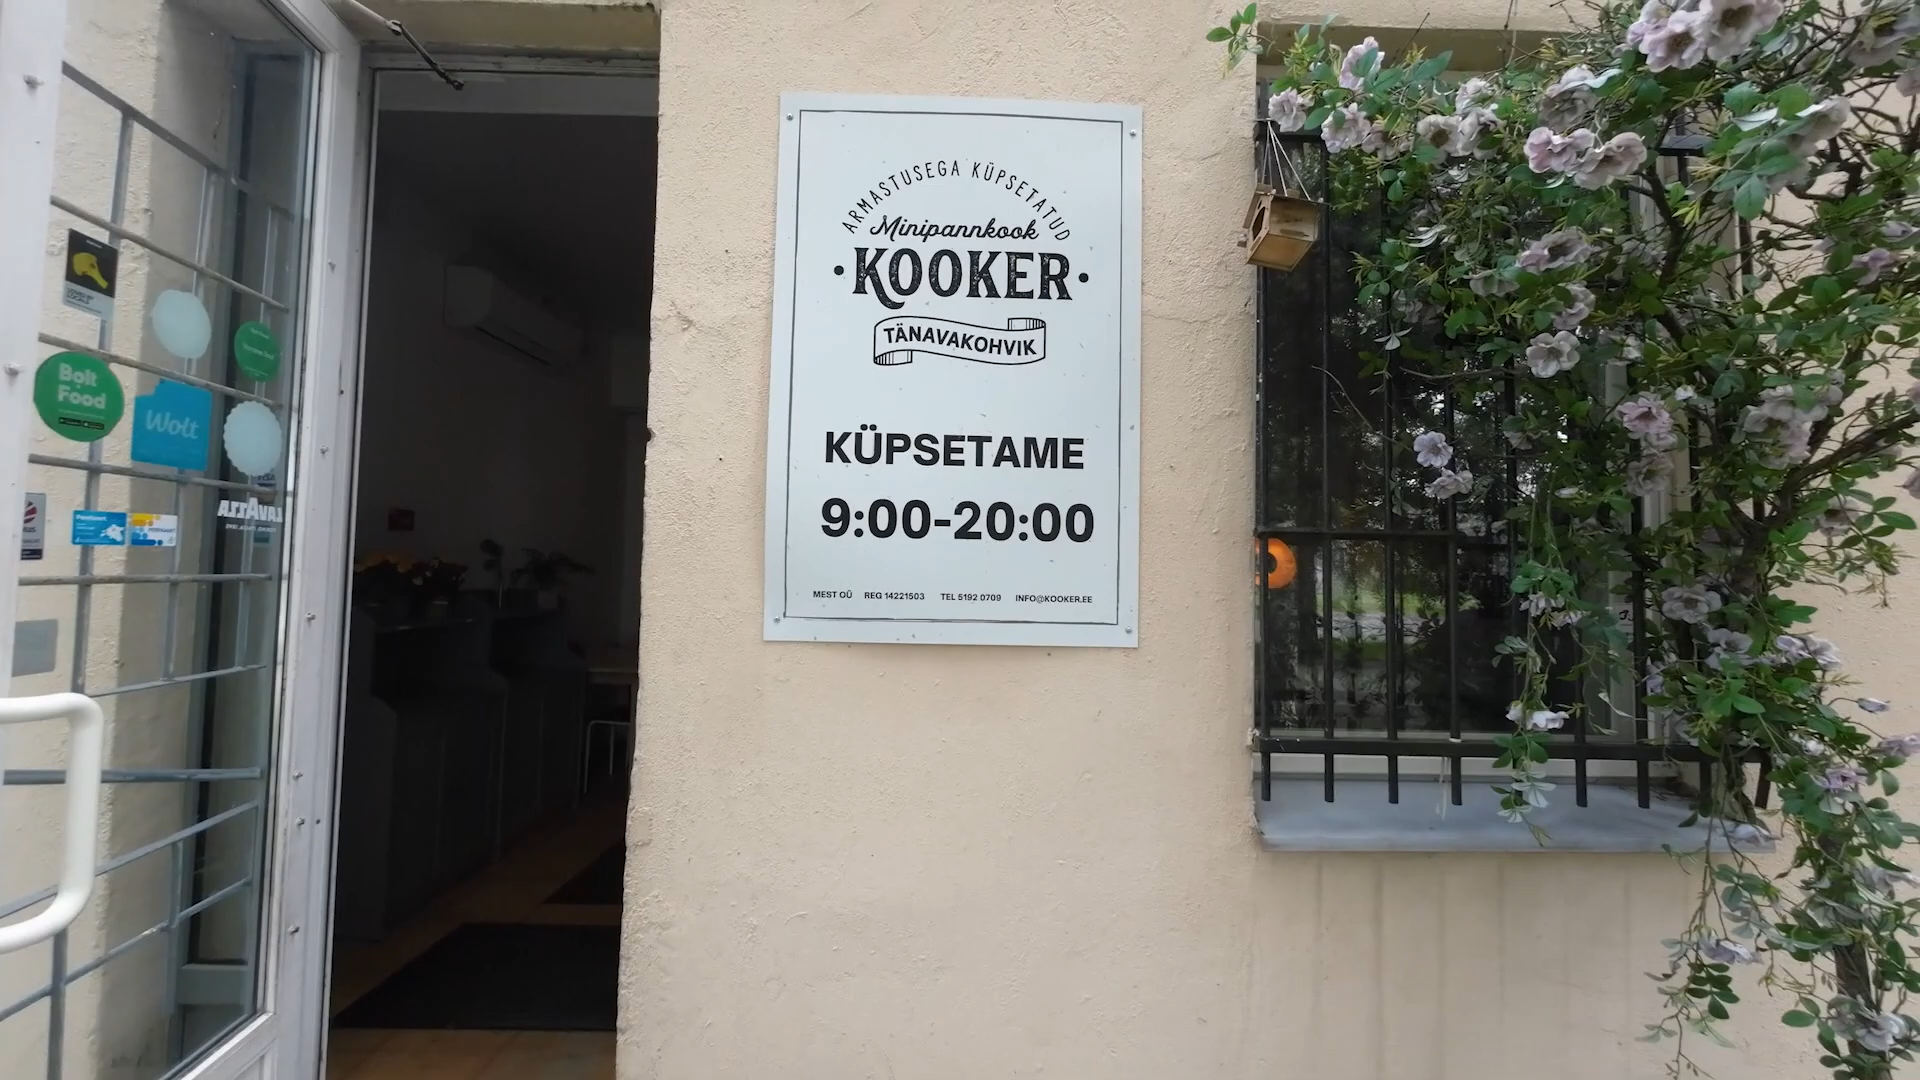 ARMASTUSEGA KÜPSETATUD
Minipannkook
•KOOKER•
TÄNAVAKOHVIK
KÜPSETAME
9:00-20:00
MEST OÜ REG 14221503 TEL 5192 0709 INFO@KOOKER.EE
Bolt
Food
Wolt
LAVAZZA